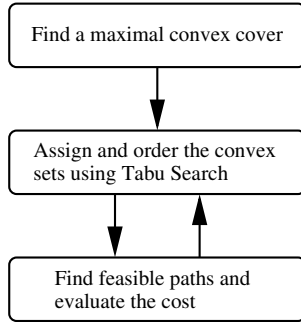 Find a maximal convex cover
Assign and order the convex
sets using Tabu Search
Find feasible paths and
evaluate the cost